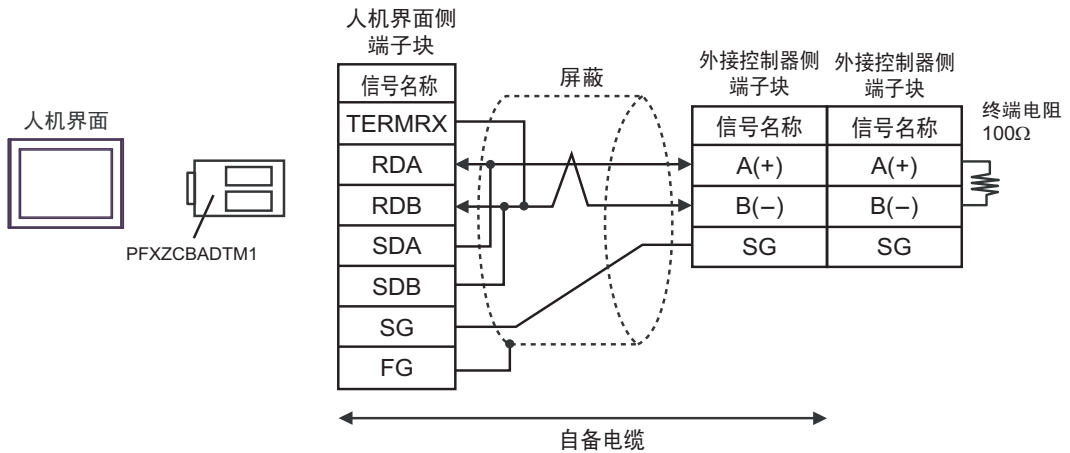 人机界面
PFXZCBADTM1
人机界面侧
端子块
信号名称
TERMRX
RDA
RDB
SDA
SDB
SG
FG
屏蔽
外接控制器侧
端子块
信号名称
A(+)
B(–)
SG
外接控制器侧
端子块
信号名称
A(+)
B(–)
SG
终端电阻
100Ω
自备电缆